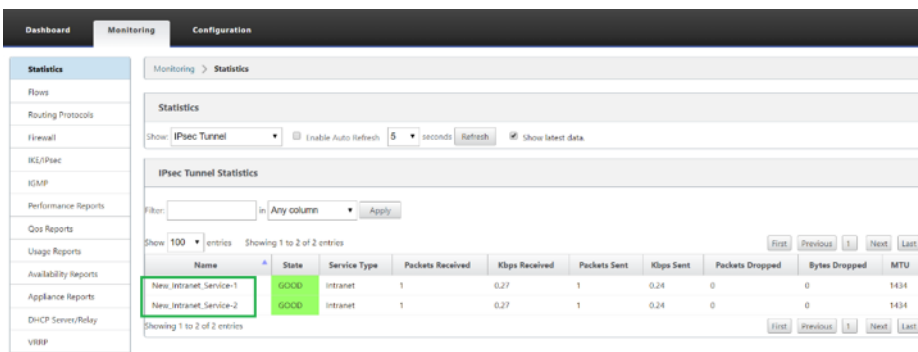 Dashboard Monitoring Configuration
Statistics
Flows
Routing Protocols
Firewall
IKE/IPsec
IGMP
Performance Reports
Qos Reports
Usage Reports
Availability Reports
Appliance Reports
DHCP Server/Relay
VRRP
Monitoring > Statistics
Statistics
Show: IPsec Tunnel Enable Auto Refresh 5 seconds Refresh Show latest data.
IPsec Tunnel Statistics
Filter: in Any column Apply
Show 100 entries Showing 1 to 2 of 2 entries First Previous 1 Next Last
Name State Service Type Packets Received Kbps Received Packets Sent Kbps Sent Packets Dropped Bytes Dropped MTU
New_Intranet_Service-1 GOOD Intranet 1 0.27 1 0.24 0 0 1434
New_Intranet_Service-2 GOOD Intranet 1 0.27 1 0.24 0 0 1434
Showing 1 to 2 of 2 entries First Previous 1 Next Last